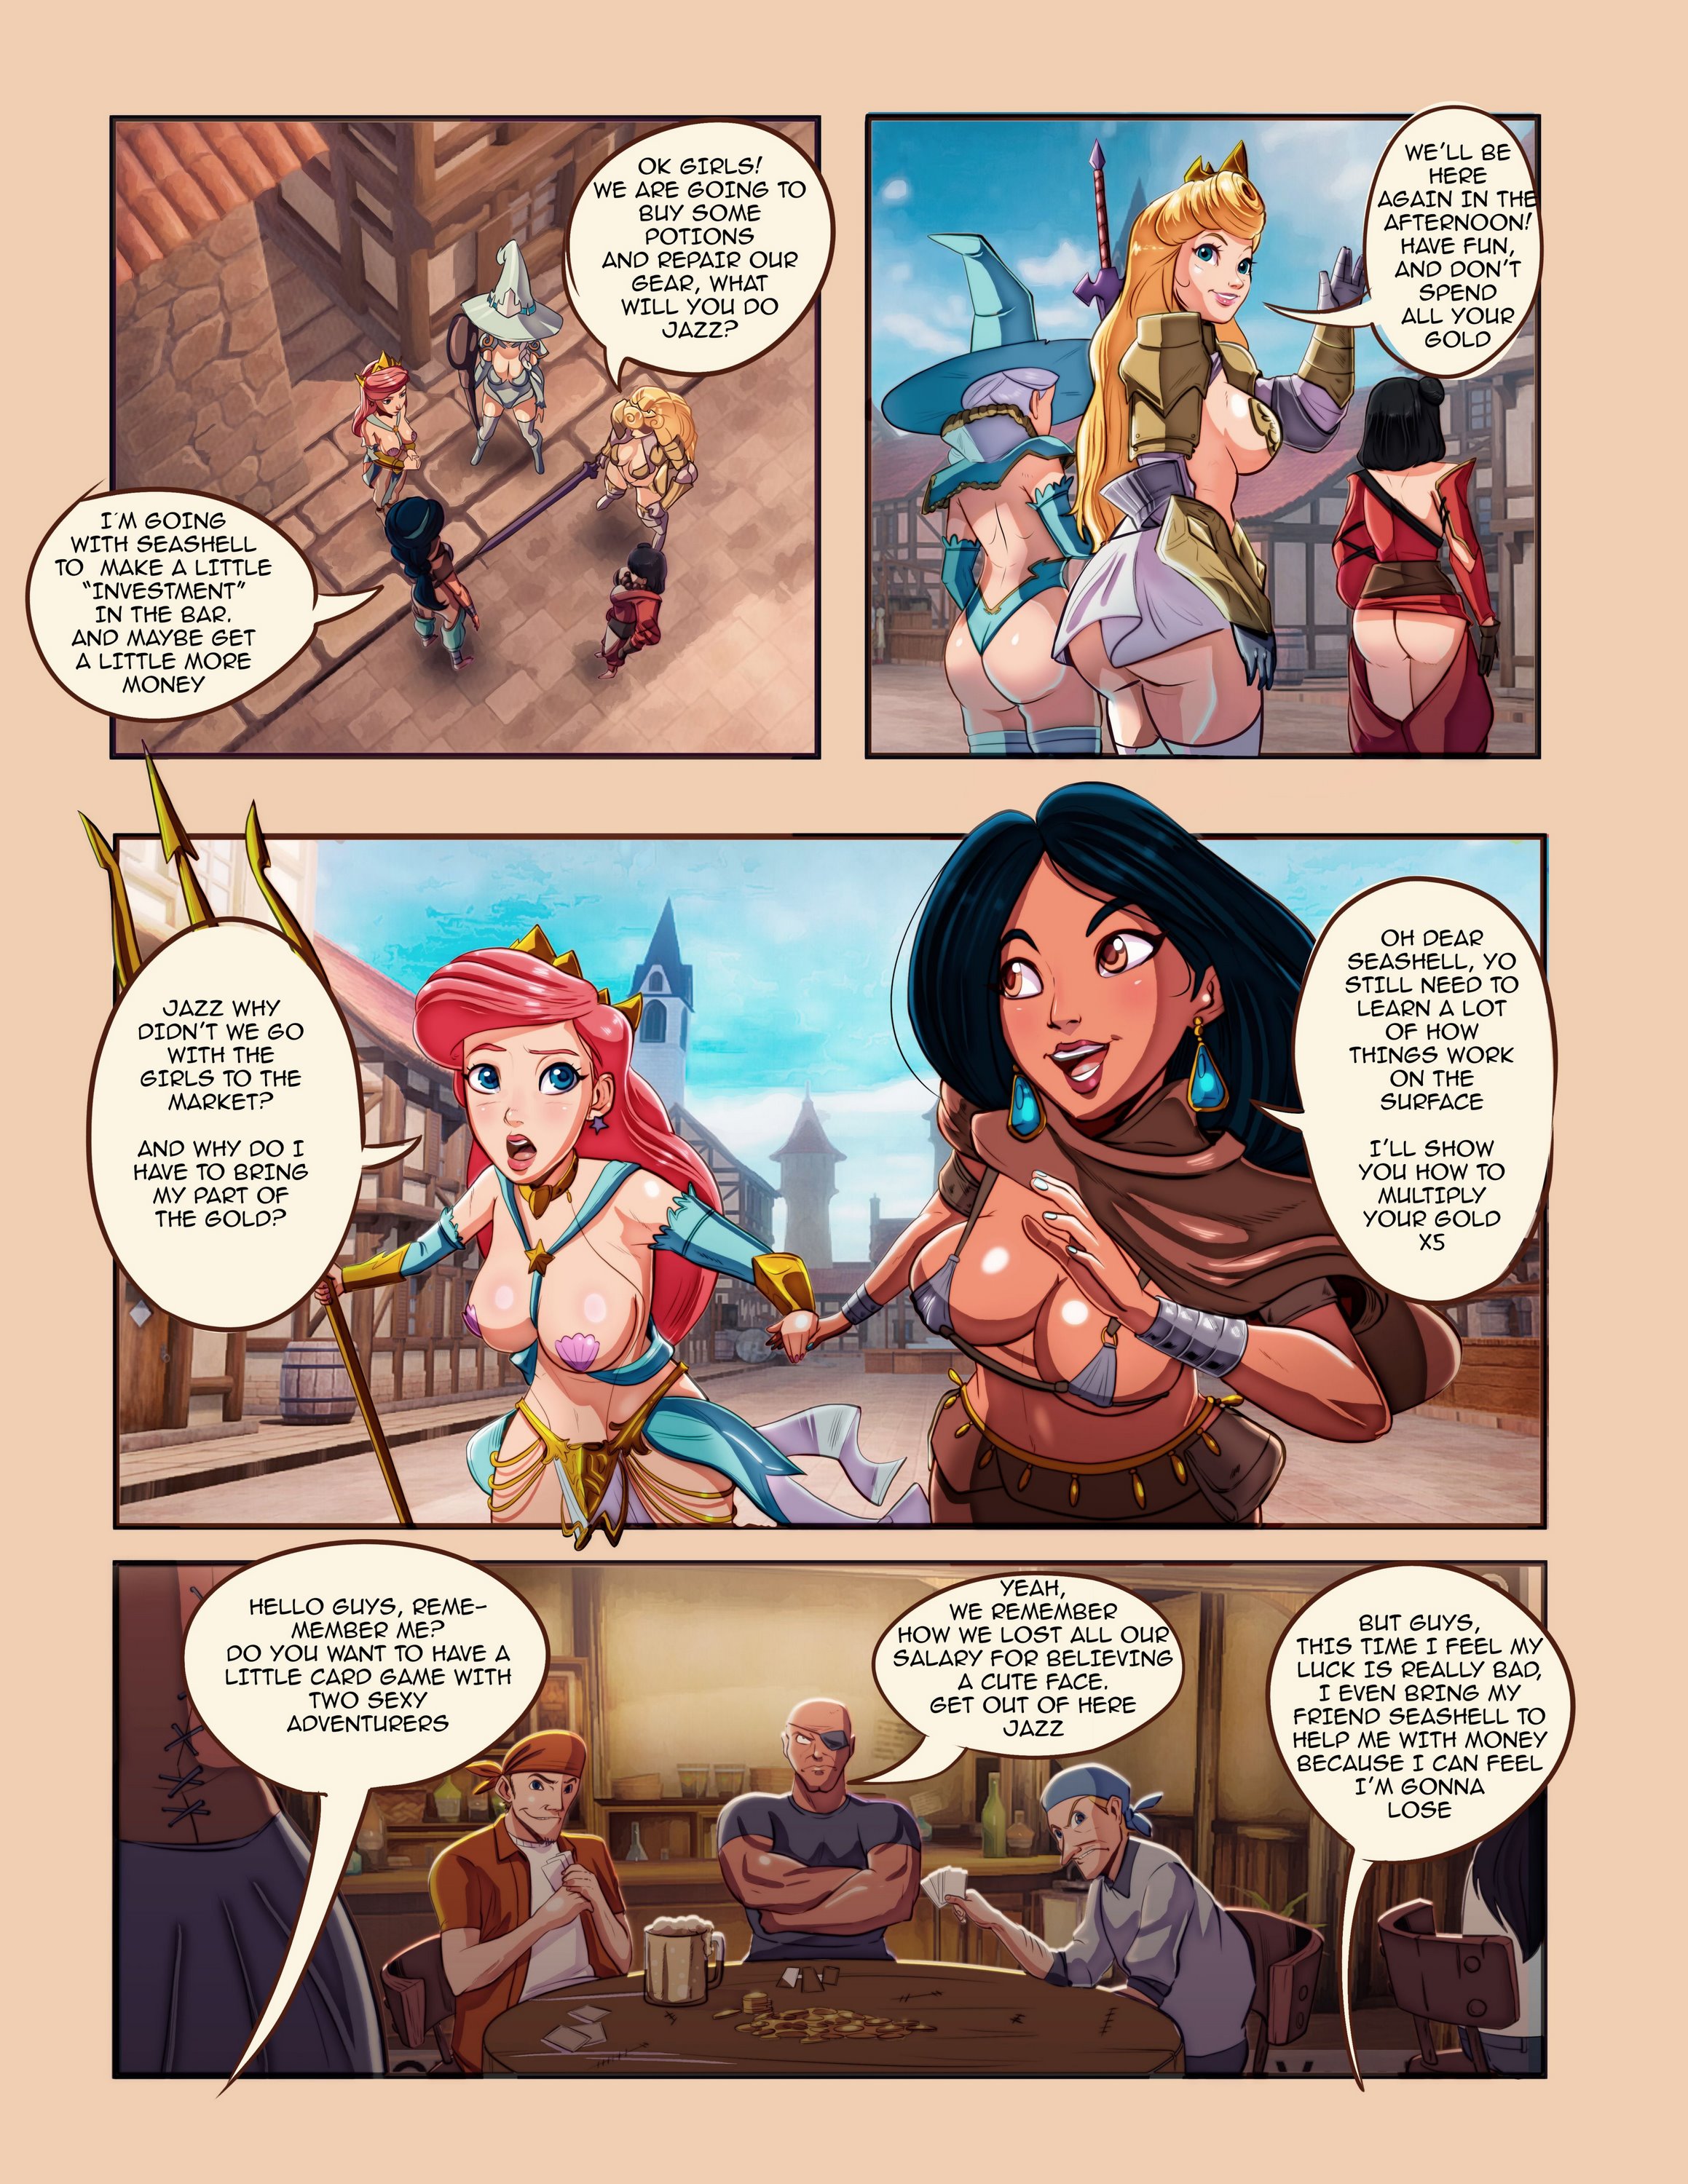 OK GIRLS!
WE ARE GOING TO
BUY SOME
POTIONS
AND REPAIR OUR
GEAR, WHAT
WILL YOU DO
JAZZ?
I´M GOING
WITH SEASHELL
TO MAKE A LITTLE
"INVESTMENT"
IN THE BAR.
AND MAYBE GET
A LITTLE MORE
MONEY
WE'LL BE
HERE
AGAIN IN THE
AFTERNOON!
HAVE FUN,
AND DON'T
SPEND
ALL YOUR
GOLD
JAZZ WHY
DIDN'T WE GO
WITH THE
GIRLS TO THE
MARKET?
AND WHY DO I
HAVE TO BRING
MY PART OF
THE GOLD?
OH DEAR
SEASHELL, YO
STILL NEED TO
LEARN A LOT
OF HOW
THINGS WORK
ON THE
SURFACE
I'LL SHOW
YOU HOW TO
MULTIPLY
YOUR GOLD
X5
HELLO GUYS, REME-
MEMBER ME?
DO YOU WANT TO HAVE A
LITTLE CARD GAME WITH
TWO SEXY
ADVENTURERS
YEAH,
WE REMEMBER
HOW WE LOST ALL OUR
SALARY FOR BELIEVING
A CUTE FACE.
GET OUT OF HERE
JAZZ
BUT GUYS,
THIS TIME I FEEL MY
LUCK IS REALLY BAD,
I EVEN BRING MY
FRIEND SEASHELL TO
HELP ME WITH MONEY
BECAUSE I CAN FEEL
I'M GONNA
LOSE